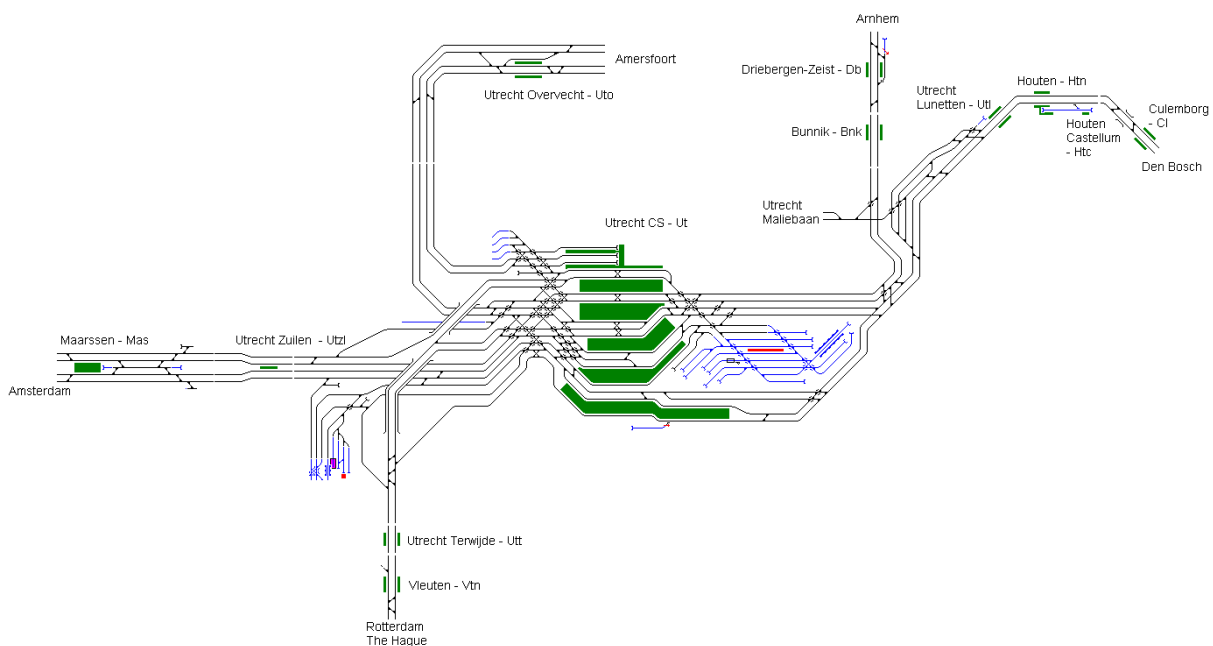 Arnhem
Amersfoort
Driebergen-Zeist - Db
Houten - Htn
Utrecht
Lunetten - Utl
Utrecht Overvecht - Uto
Culemborg
- Cl
Houten
Castellum
- Htc
Bunnik - Bnk
Den Bosch
Utrecht
Maliebaan
Utrecht CS - Ut
Maarssen - Mas
Utrecht Zuilen - Utzl
Amsterdam
Utrecht Terwijde - Utt
Vleuten - Vtn
Rotterdam
The Hague